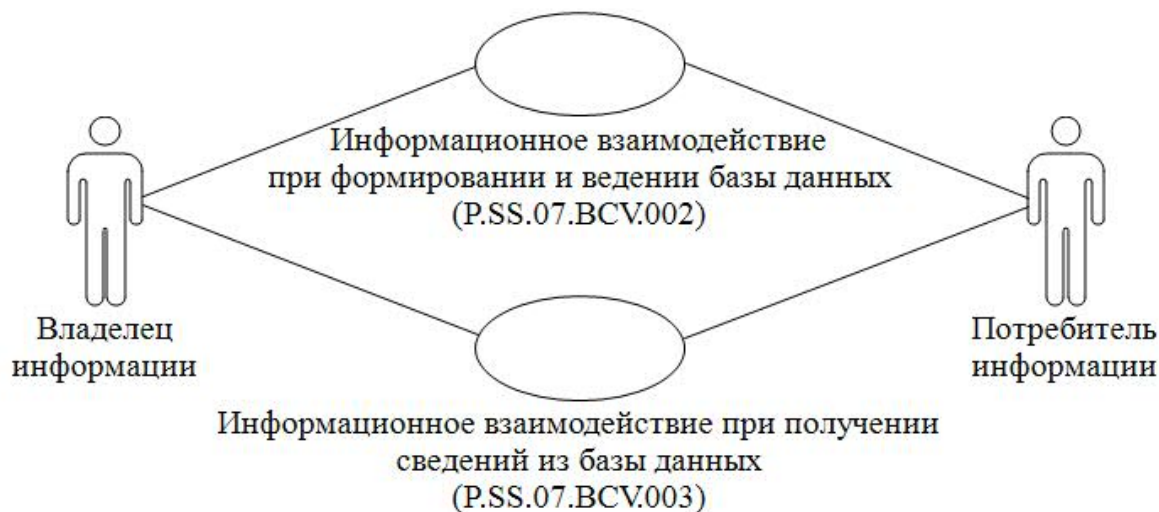 Информационное взаимодействие
при формировании и ведении базы данных
(P.SS.07.BCV.002)
Владелец
информации
Потребитель
информации
Информационное взаимодействие при получении
сведений из базы данных
(P.SS.07.BCV.003)